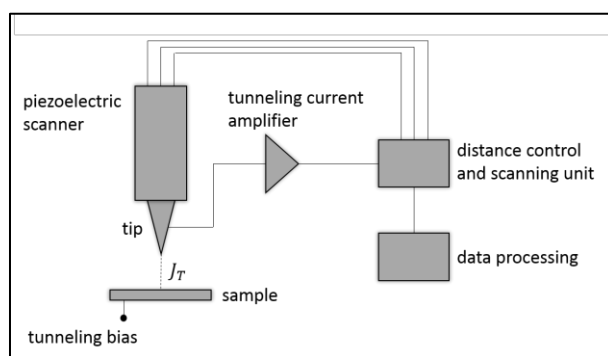 piezoelectric
scanner
tunneling current
amplifier
distance control
and scanning unit
tip
data processing
J_T
sample
tunneling bias